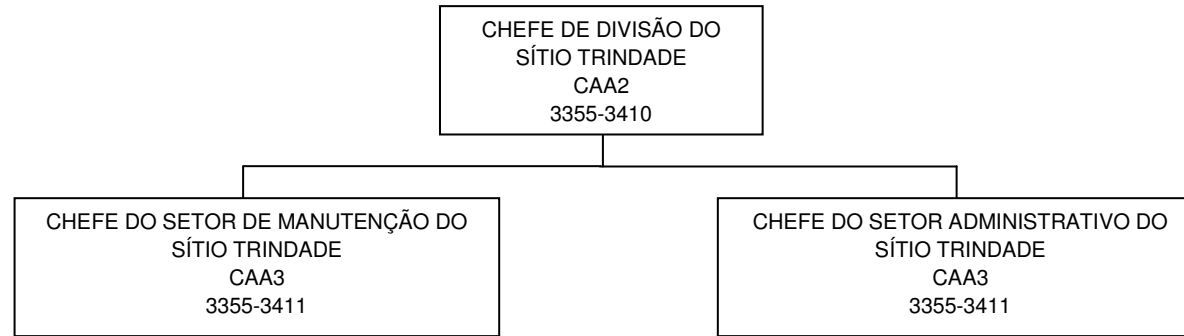 CHEFE DE DIVISÃO DO
SÍTIO TRINDADE
CAA2
3355-3410
CHEFE DO SETOR DE MANUTENÇÃO DO
SÍTIO TRINDADE
CAA3
3355-3411
CHEFE DO SETOR ADMINISTRATIVO DO
SÍTIO TRINDADE
CAA3
3355-3411